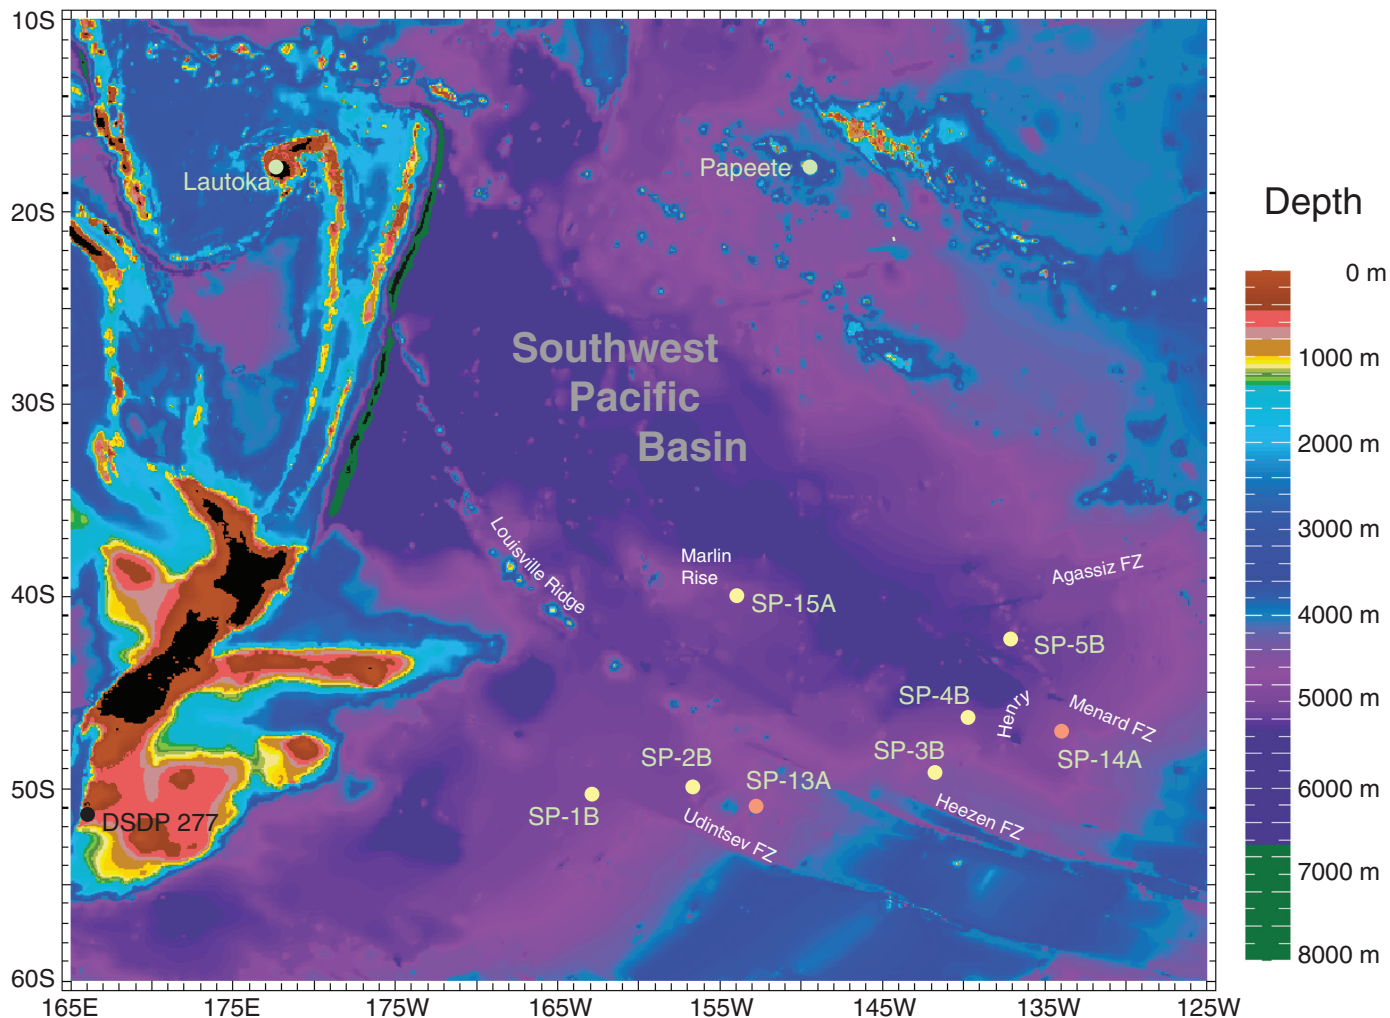 10S
20S
30S
40S
50S
60S
165E
175E
175W
165W
155W
145W
135W
125W
Lautoka
Papeete
Southwest
Pacific
Basin
Louisville Ridge
Marlin
Rise
SP-15A
Agassiz FZ
SP-5B
SP-4B
Henry
Menard FZ
SP-14A
SP-3B
SP-2B
SP-13A
SP-1B
Udintsev FZ
Heezen FZ
DSDP 277
Depth
0 m
1000 m
2000 m
3000 m
4000 m
5000 m
6000 m
7000 m
8000 m